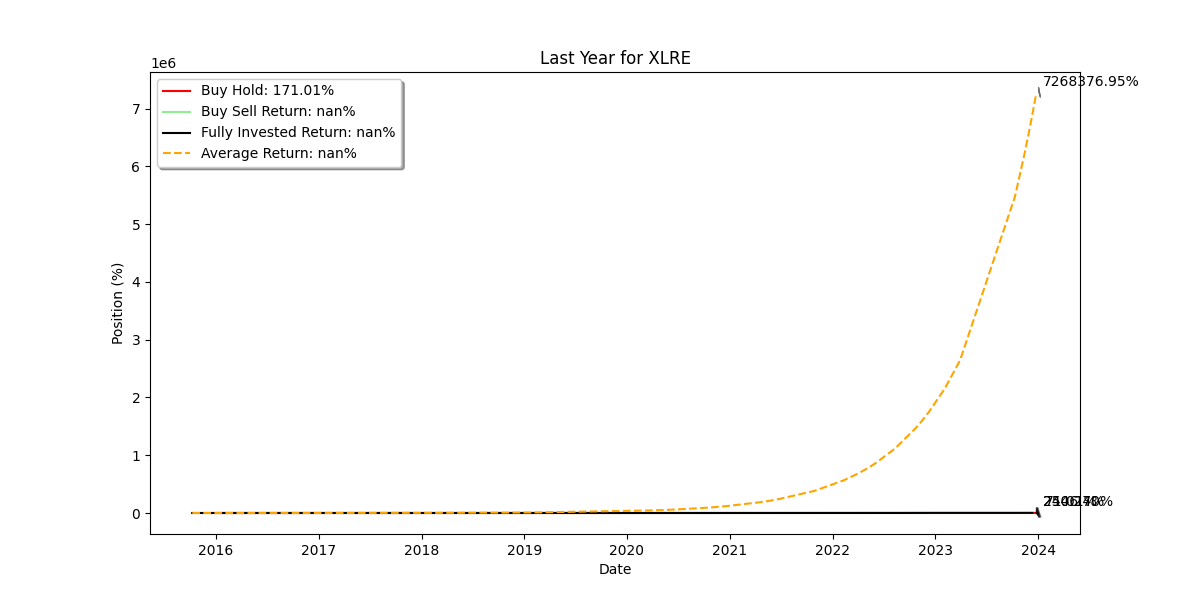 Last Year for XLRE
1e6
Buy Hold: 171.01%
Buy Sell Return: nan%
Fully Invested Return: nan%
Average Return: nan%
7268376.95%
7
6
5
4
3
2
1
0
Position (%)
2016 2017 2018 2019 2020 2021 2022 2023 2024
Date